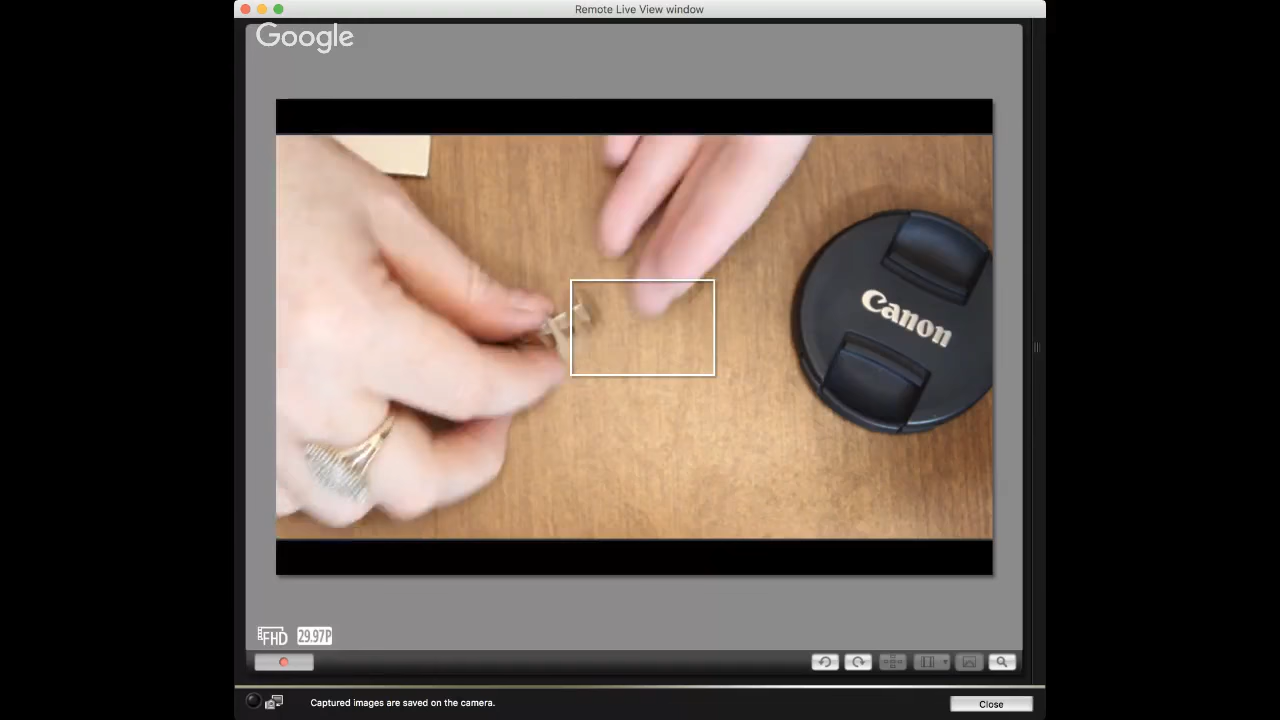 Remote Live View window
Google
Canon
FHD 29.97P
Captured images are saved on the camera.
Close